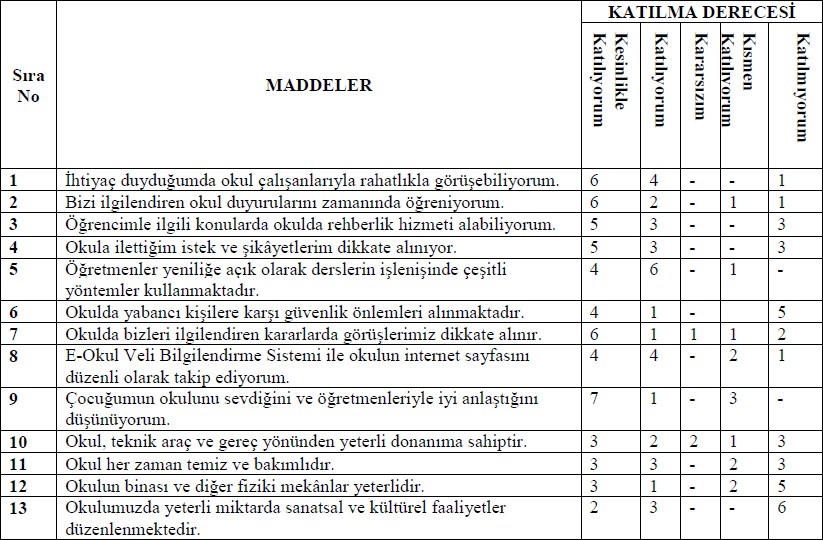 KATILMA DERECESİ
Sıra
No
MADDELER
Kesinlikle
Katılıyorum
Katılıyorum
Kararsızım
Kısmen
Katılıyorum
Katılmıyorum
1 İhtiyaç duyduğumda okul çalışanlarıyla rahatlıkla görüşebiliyorum. 6 4 - - 1
2 Bizi ilgilendiren okul duyurularını zamanında öğreniyorum. 6 2 - 1 1
3 Öğrencimle ilgili konularda okulda rehberlik hizmeti alabiliyorum. 5 3 - - 3
4 Okula ilettiğim istek ve şikâyetlerim dikkate alınıyor. 5 3 - - 3
5 Öğretmenler yeniliğe açık olarak derslerin işlenişinde çeşitli 4 6 - 1 -
yöntemler kullanmaktadır.
6 Okulda yabancı kişilere karşı güvenlik önlemleri alınmaktadır. 4 1 - 5
7 Okulda bizleri ilgilendiren kararlarda görüşlerimiz dikkate alınır. 6 1 1 1 2
8 E-Okul Veli Bilgilendirme Sistemi ile okulun internet sayfasını 4 4 - 2 1
düzenli olarak takip ediyorum.
9 Çocuğumun okulunu sevdiğini ve öğretmenleriyle iyi anlaştığını 7 1 - 3 -
düşünüyorum.
10 Okul, teknik araç ve gereç yönünden yeterli donanıma sahiptir. 3 2 2 1 3
11 Okul her zaman temiz ve bakımlıdır. 3 3 - 2 3
12 Okulun binası ve diğer fiziki mekânlar yeterlidir. 3 1 - 2 5
13 Okulumuzda yeterli miktarda sanatsal ve kültürel faaliyetler 2 3 - - 6
düzenlenmektedir.